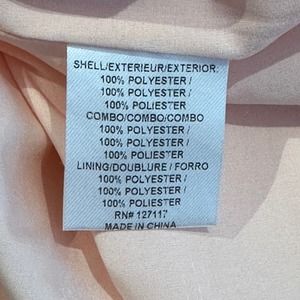 SHELL/EXTERIEUR/EXTERIOR:
100% POLYESTER /
100% POLYESTER /
100% POLIESTER
COMBO/COMBO/COMBO
100% POLYESTER /
100% POLYESTER /
100% POLIESTER
LINING/DOUBLURE / FORRO
100% POLYESTER /
100% POLYESTER /
100% POLIESTER
RN# 127117
MADE IN CHINA